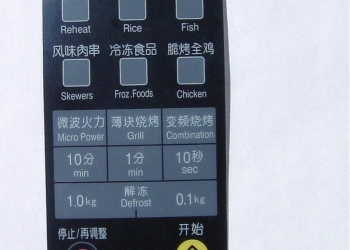 Reheat Rice Fish
风味肉串 冷冻食品 脆烤全鸡
Skewers Froz.Foods Chicken
微波火力 薄块烧烤 变频烧烤
Micro Power Grill Combination
10分 1分 10秒
min min sec
解冻
1.0kg Defrost 0.1kg
停止/再调整 开始